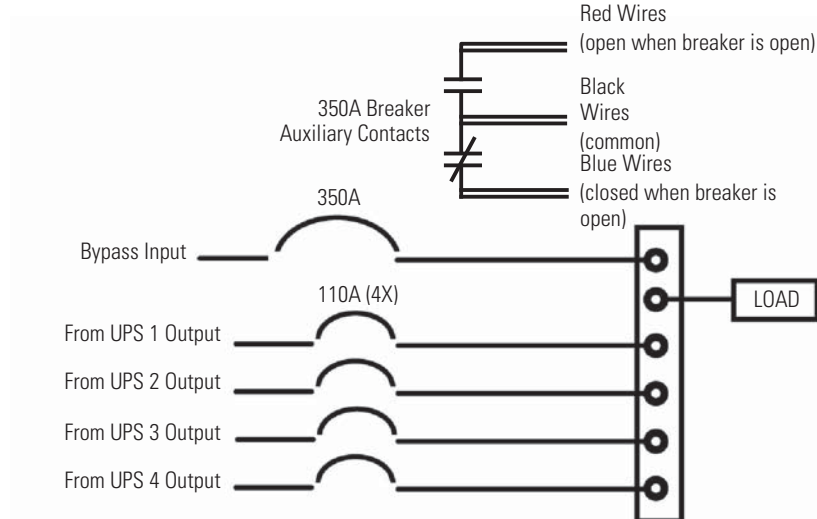 Red Wires
(open when breaker is open)
350A Breaker
Auxiliary Contacts
Black
Wires
(common)
Blue Wires
(closed when breaker is
open)
350A
Bypass Input
LOAD
110A (4X)
From UPS 1 Output
From UPS 2 Output
From UPS 3 Output
From UPS 4 Output